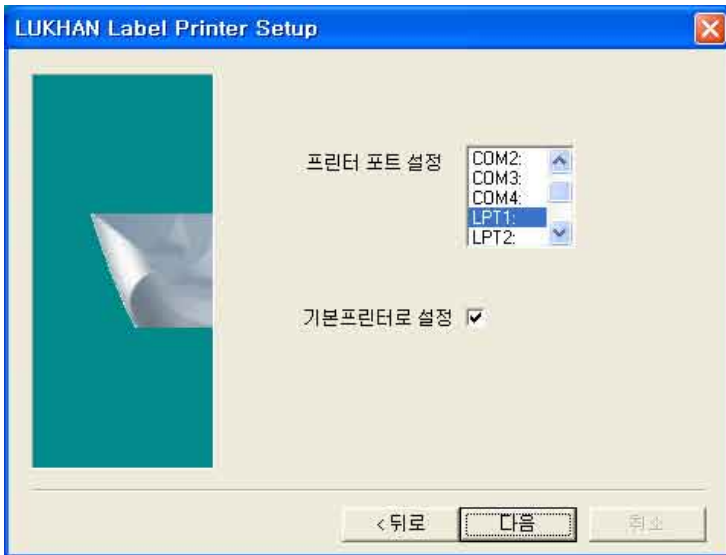 LUKHAN Label Printer Setup
프린터 포트 설정
COM2:
COM3:
COM4:
LPT1:
LPT2:
기본프린터로 설정
< 뒤로
다음
취소